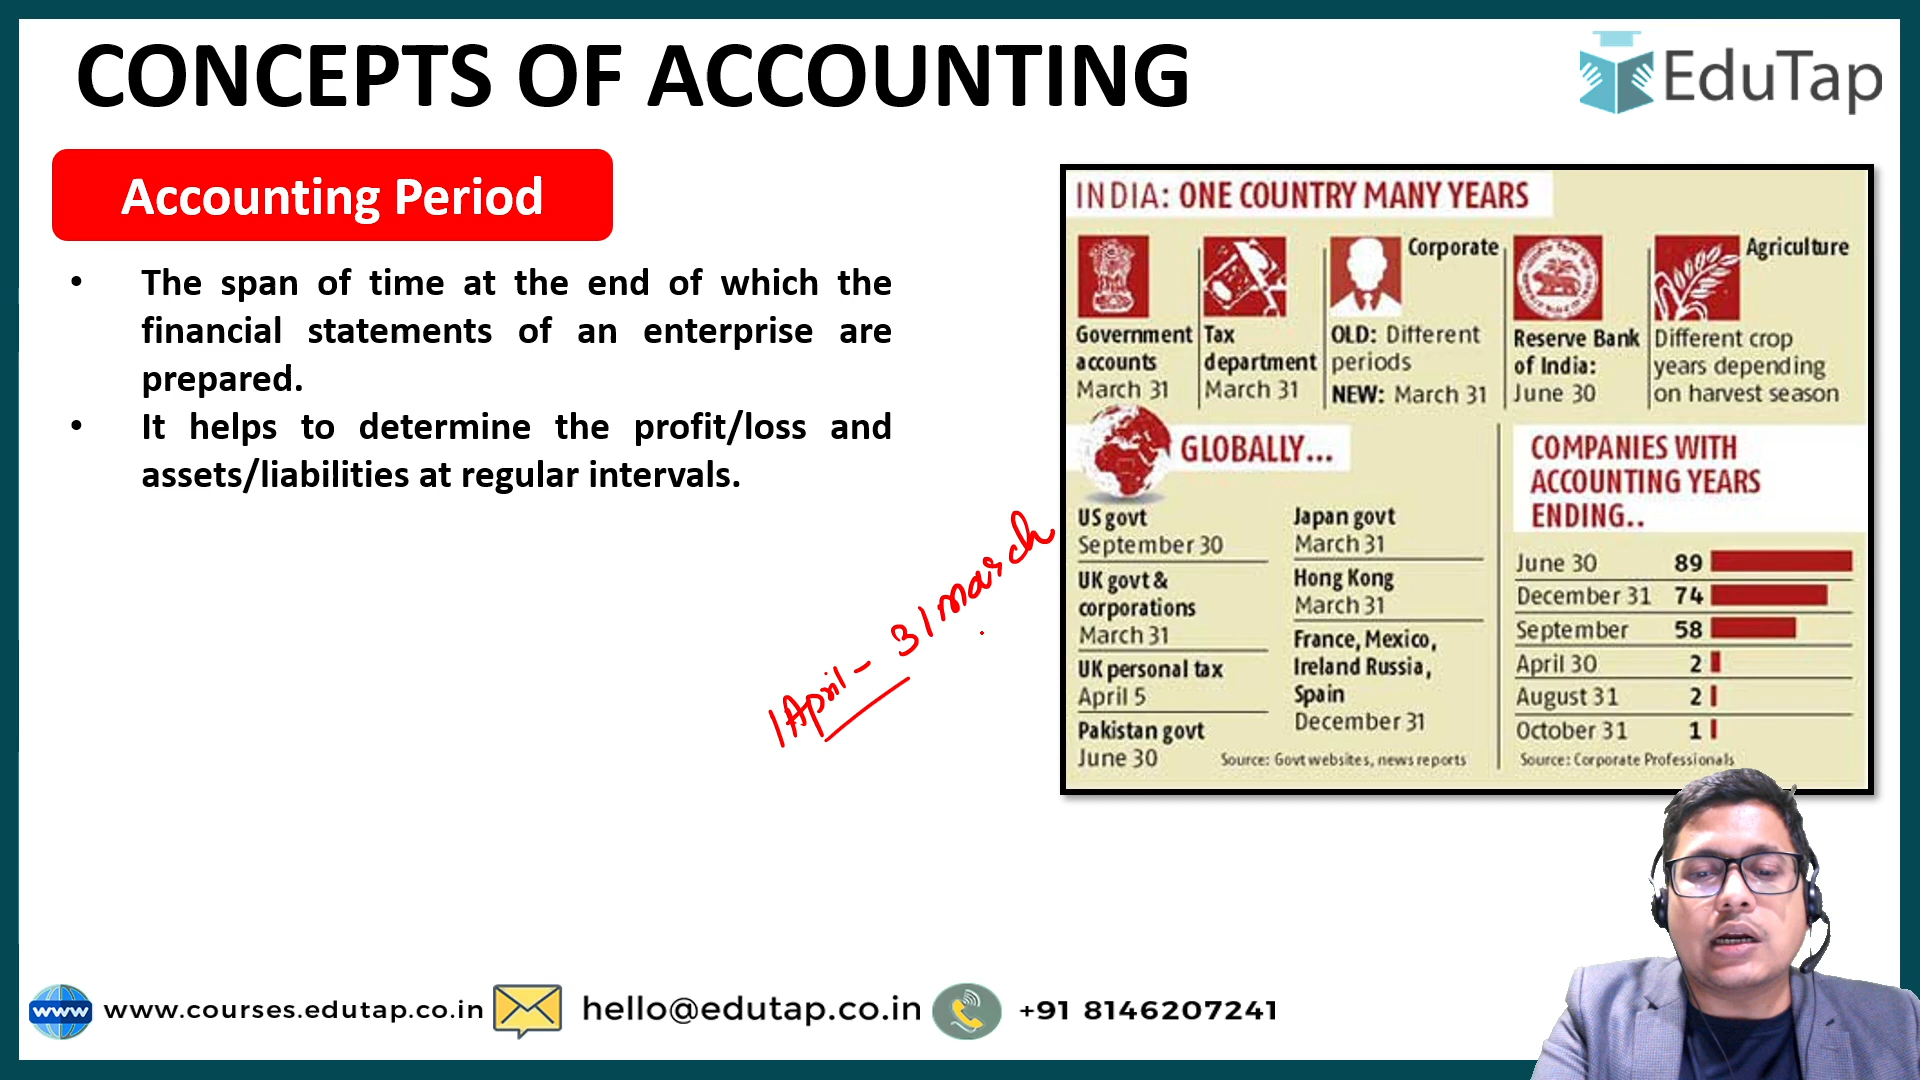 CONCEPTS OF ACCOUNTING
EduTap
Accounting Period
• The span of time at the end of which the
financial statements of an enterprise are
prepared.
• It helps to determine the profit/loss and
assets/liabilities at regular intervals.
1 April - 31 march
INDIA: ONE COUNTRY MANY YEARS
Government
accounts
March 31
Tax
department
March 31
Corporate
OLD: Different
periods
NEW: March 31
Reserve Bank
of India:
June 30
Agriculture
Different crop
years depending
on harvest season
GLOBALLY...
US govt
September 30
UK govt &
corporations
March 31
UK personal tax
April 5
Pakistan govt
June 30
Japan govt
March 31
Hong Kong
March 31
France, Mexico,
Ireland Russia,
Spain
December 31
Source: Govt websites, news reports
COMPANIES WITH
ACCOUNTING YEARS
ENDING..
June 30 89
December 31 74
September 58
April 30 2
August 31 2
October 31 1
Source: Corporate Professionals
www www.courses.edutap.co.in hello@edutap.co.in +91 8146207241